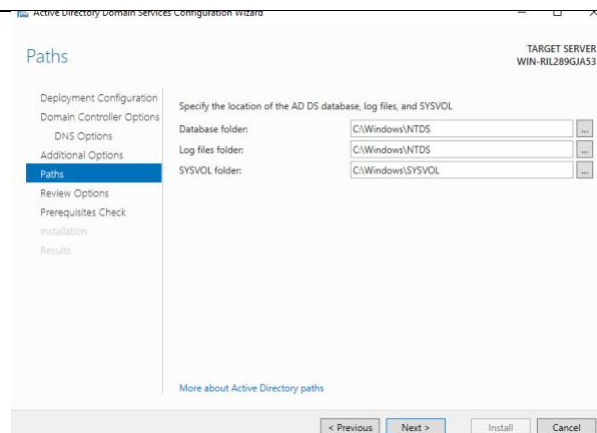 Active Directory Domain Services Configuration Wizard
Paths
TARGET SERVER
WIN-RIL289GJA53
Deployment Configuration
Domain Controller Options
DNS Options
Additional Options
Paths
Review Options
Prerequisites Check
Installation
Results
Specify the location of the AD DS database, log files, and SYSVOL
Database folder: C:\Windows\NTDS ...
Log files folder: C:\Windows\NTDS ...
SYSVOL folder: C:\Windows\SYSVOL ...
More about Active Directory paths
< Previous Next > Install Cancel